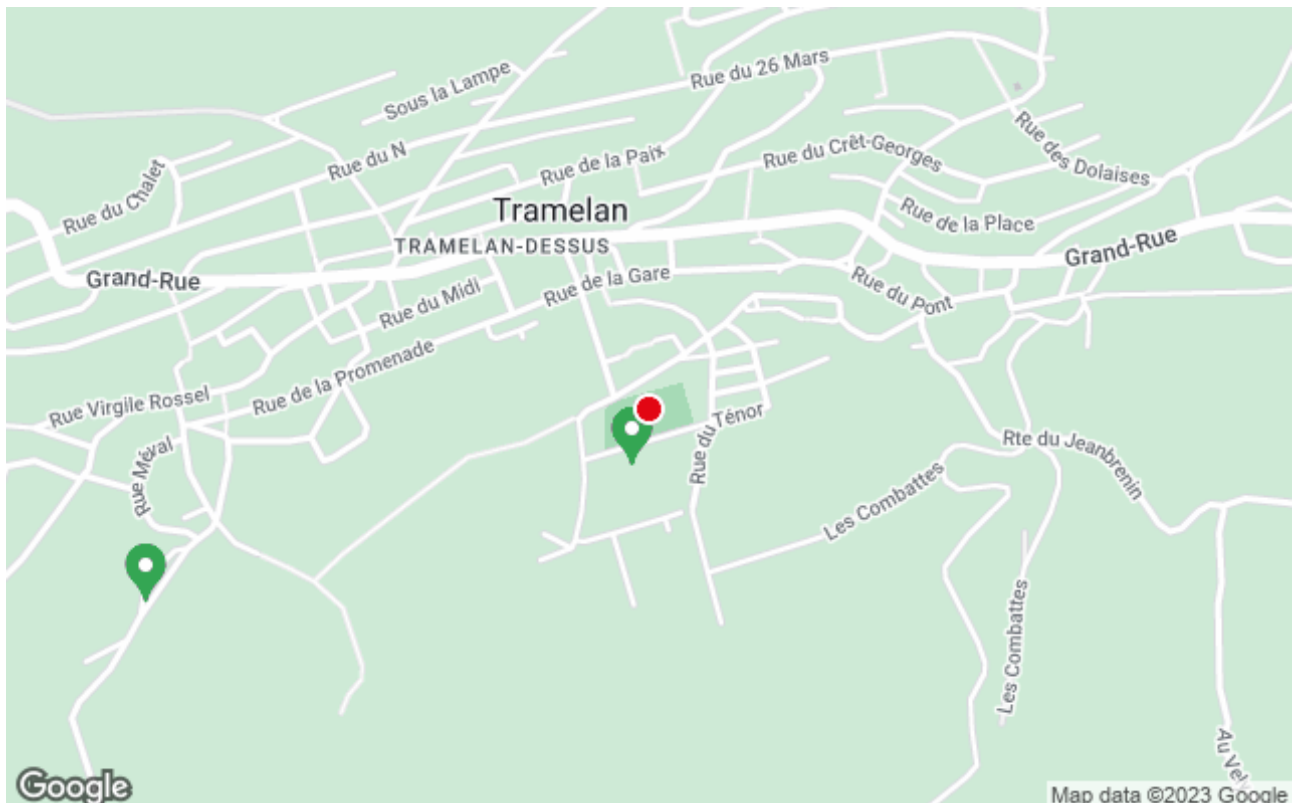 Rue du 26 Mars
Sous la Lampe
Rue du N
Rue de la Paix
Rue du Crêt-Georges
Rue des Dolaises
Rue du Chalet
Tramelan
Rue de la Place
TRAMELAN-DESSUS
Grand-Rue
Grand-Rue
Rue de la Gare
Rue du Midi
Rue du Pont
Rue de la Promenade
Rue Virgile Rossel
Rue du Ténor
Rue Méval
Rte du Jeanbrenin
Les Combattes
Les Combattes
Google
Map data ©2023 Google